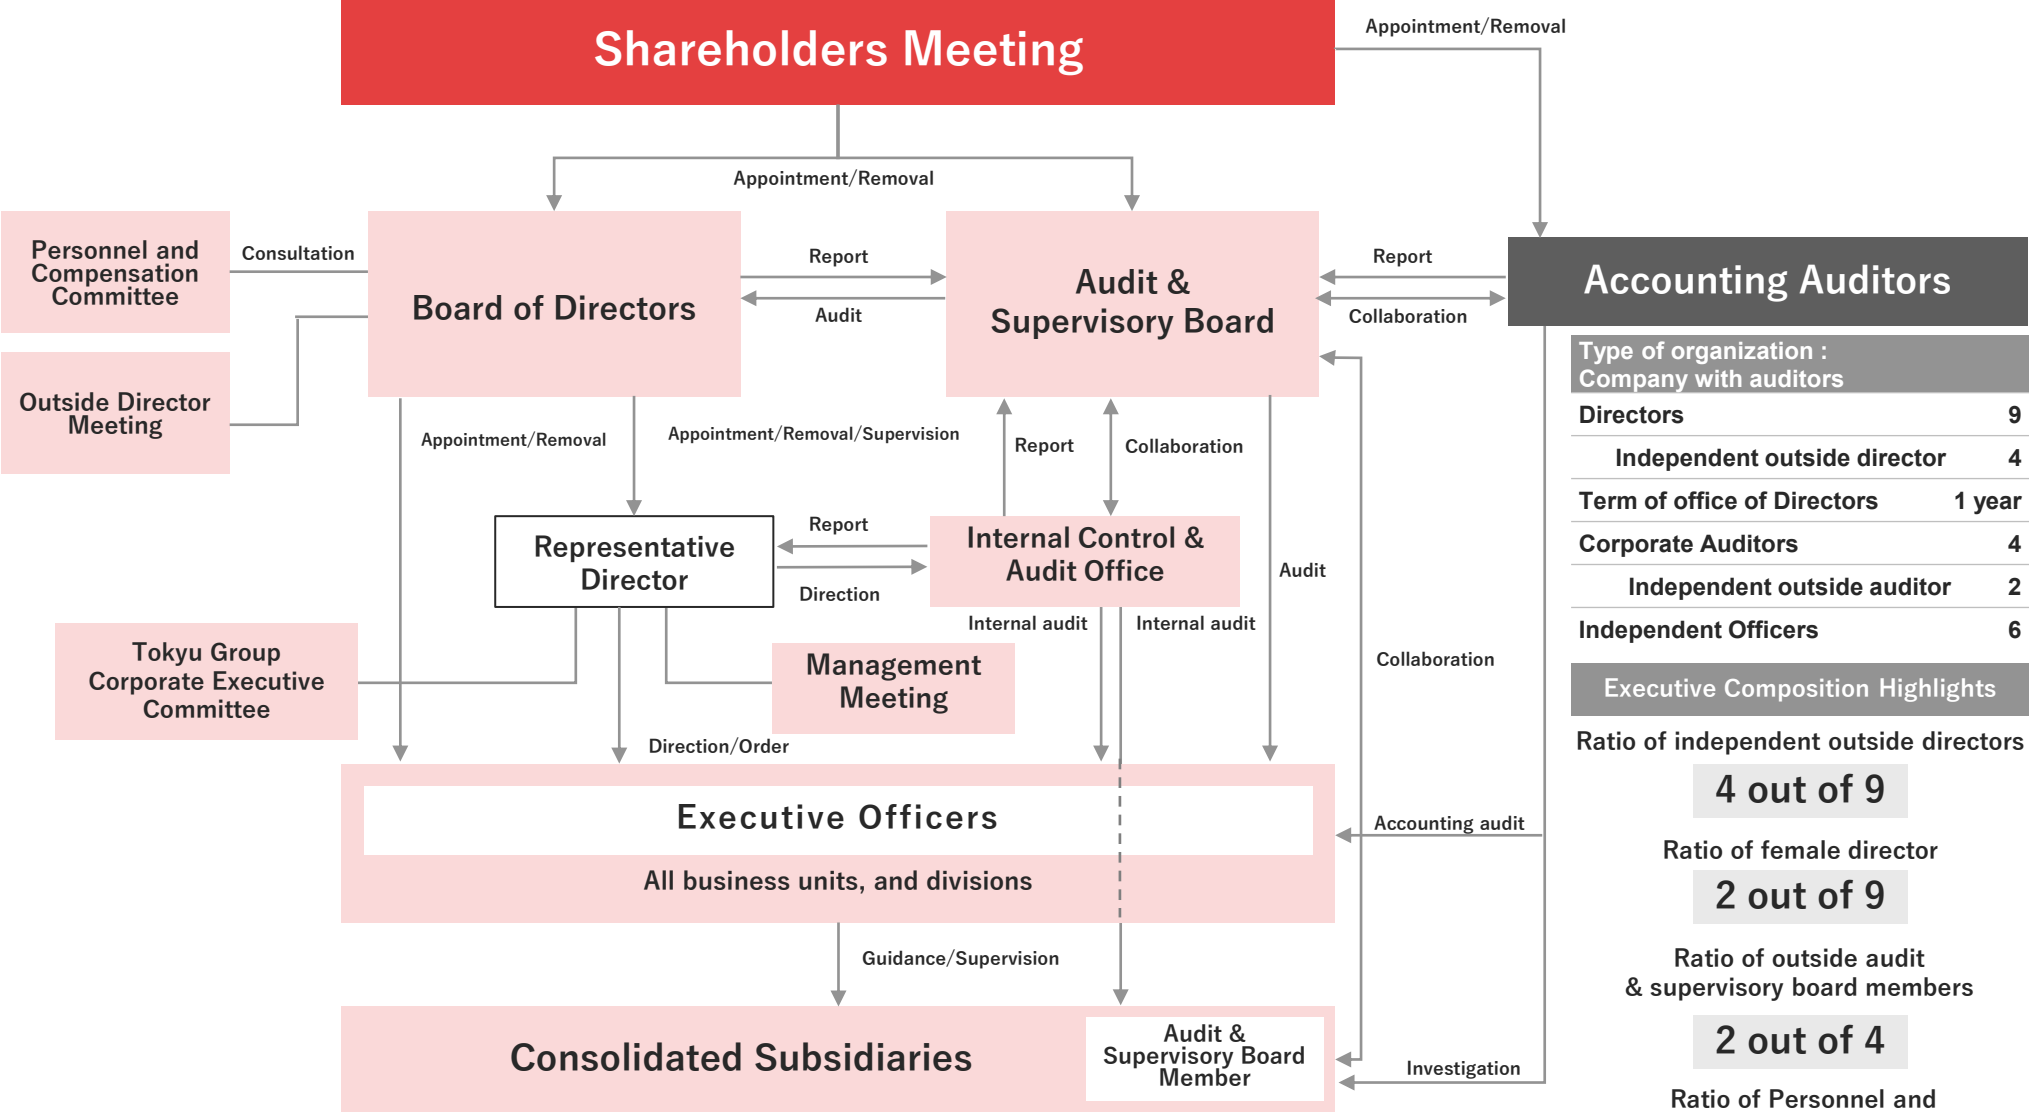 Shareholders Meeting
Appointment/Removal
Appointment/Removal
Personnel and
Compensation
Committee
Consultation
Board of Directors
Report
Audit
Audit &
Supervisory Board
Report
Collaboration
Accounting Auditors
Outside Director
Meeting
Type of organization :
Company with auditors
Directors 9
Independent outside director 4
Term of office of Directors 1 year
Corporate Auditors 4
Independent outside auditor 2
Independent Officers 6
Appointment/Removal
Appointment/Removal/Supervision
Report
Collaboration
Representative
Director
Report
Direction
Internal Control &
Audit Office
Audit
Internal audit
Internal audit
Tokyu Group
Corporate Executive
Committee
Management
Meeting
Collaboration
Direction/Order
Executive Officers
All business units, and divisions
Accounting audit
Guidance/Supervision
Consolidated Subsidiaries
Audit &
Supervisory Board
Member
Investigation
Executive Composition Highlights
Ratio of independent outside directors
4 out of 9
Ratio of female director
2 out of 9
Ratio of outside audit
& supervisory board members
2 out of 4
Ratio of Personnel and